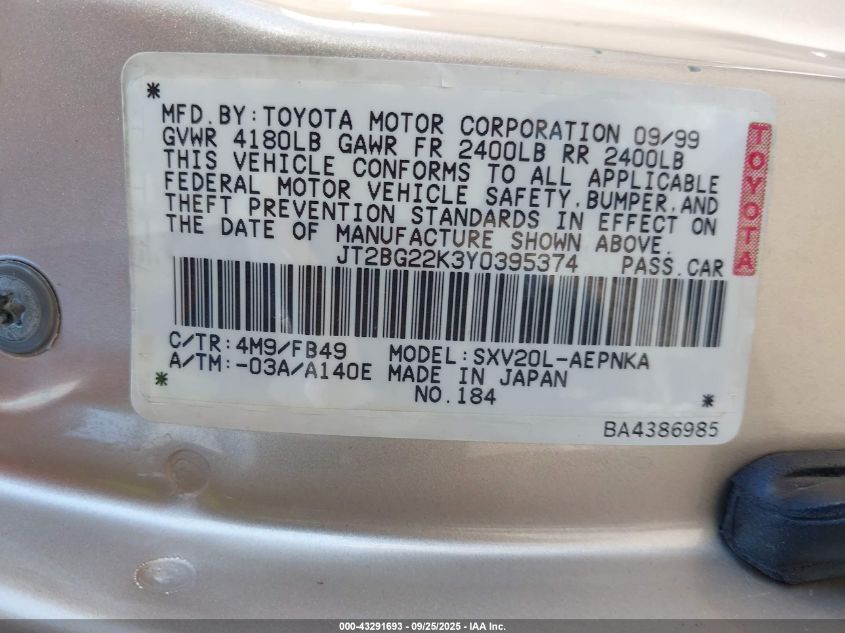 MFD.BY:TOYOTA MOTOR CORPORATION 09/99
GVWR 4180LB GAWR FR 2400LB RR 2400LB
THIS VEHICLE CONFORMS TO ALL APPLICABLE
FEDERAL MOTOR VEHICLE SAFETY,BUMPER,AND
THEFT PREVENTION STANDARDS IN EFFECT ON
THE DATE OF MANUFACTURE SHOWN ABOVE.
JT2BG22K3Y0395374 PASS.CAR
TOYOTA
C/TR:4M9/FB49 MODEL:SXV20L-AEPNKA
A/TM:-03A/A140E MADE IN JAPAN
NO.184
BA4386985
000-43291693 - 09/25/2025 - IAA Inc.